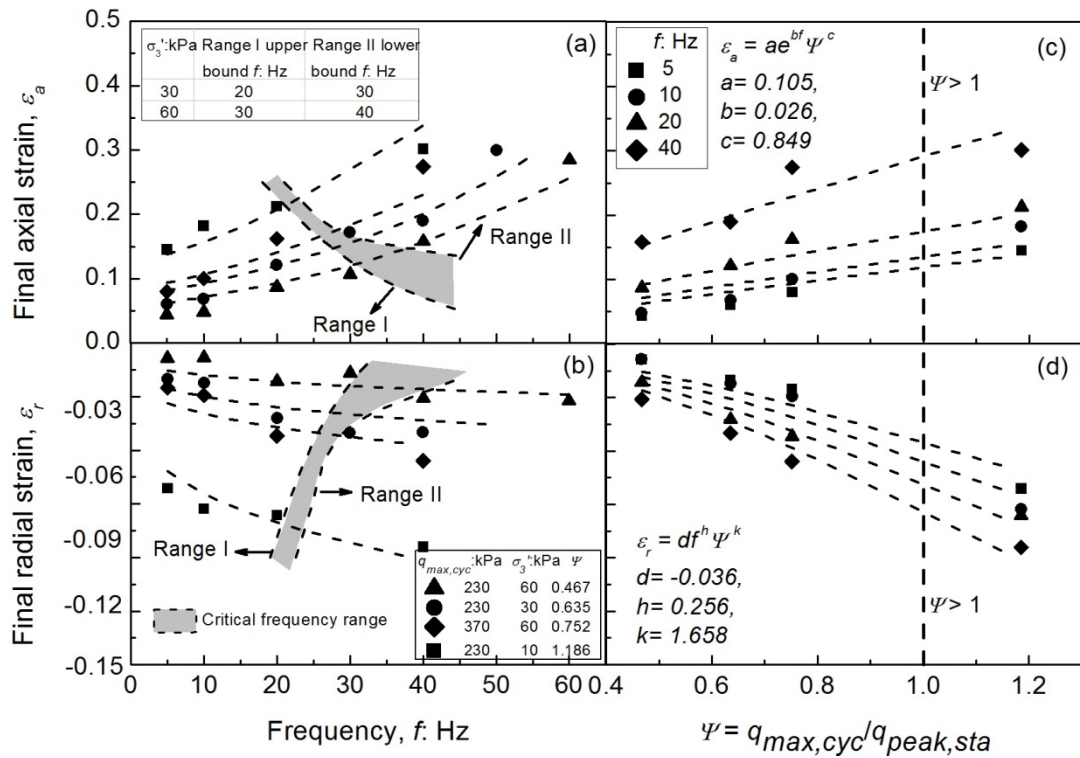 Final axial strain, εa
0.5
0.4
0.3
0.2
0.1
0.0
(a)
σ3':kPa Range I upper Range II lower
bound f: Hz bound f: Hz
30 20 30
60 30 40
Range II
Range I
(c)
f: Hz
5
10
20
40
εa = ae^bf Ψ^c
a= 0.105,
b= 0.026,
c= 0.849
Ψ > 1
Final radial strain, εr
-0.03
-0.06
-0.09
-0.12
-0.15
(b)
Range II
Range I
Critical frequency range
qmax,cyc:kPa σ3':kPa Ψ
230 60 0.467
230 30 0.635
370 60 0.752
230 10 1.186
0 10 20 30 40 50 60
Frequency, f: Hz
(d)
εr = df^h Ψ^k
d= -0.036,
h= 0.256,
k= 1.658
Ψ > 1
0.4 0.6 0.8 1.0 1.2
Ψ = qmax,cyc/qpeak,sta